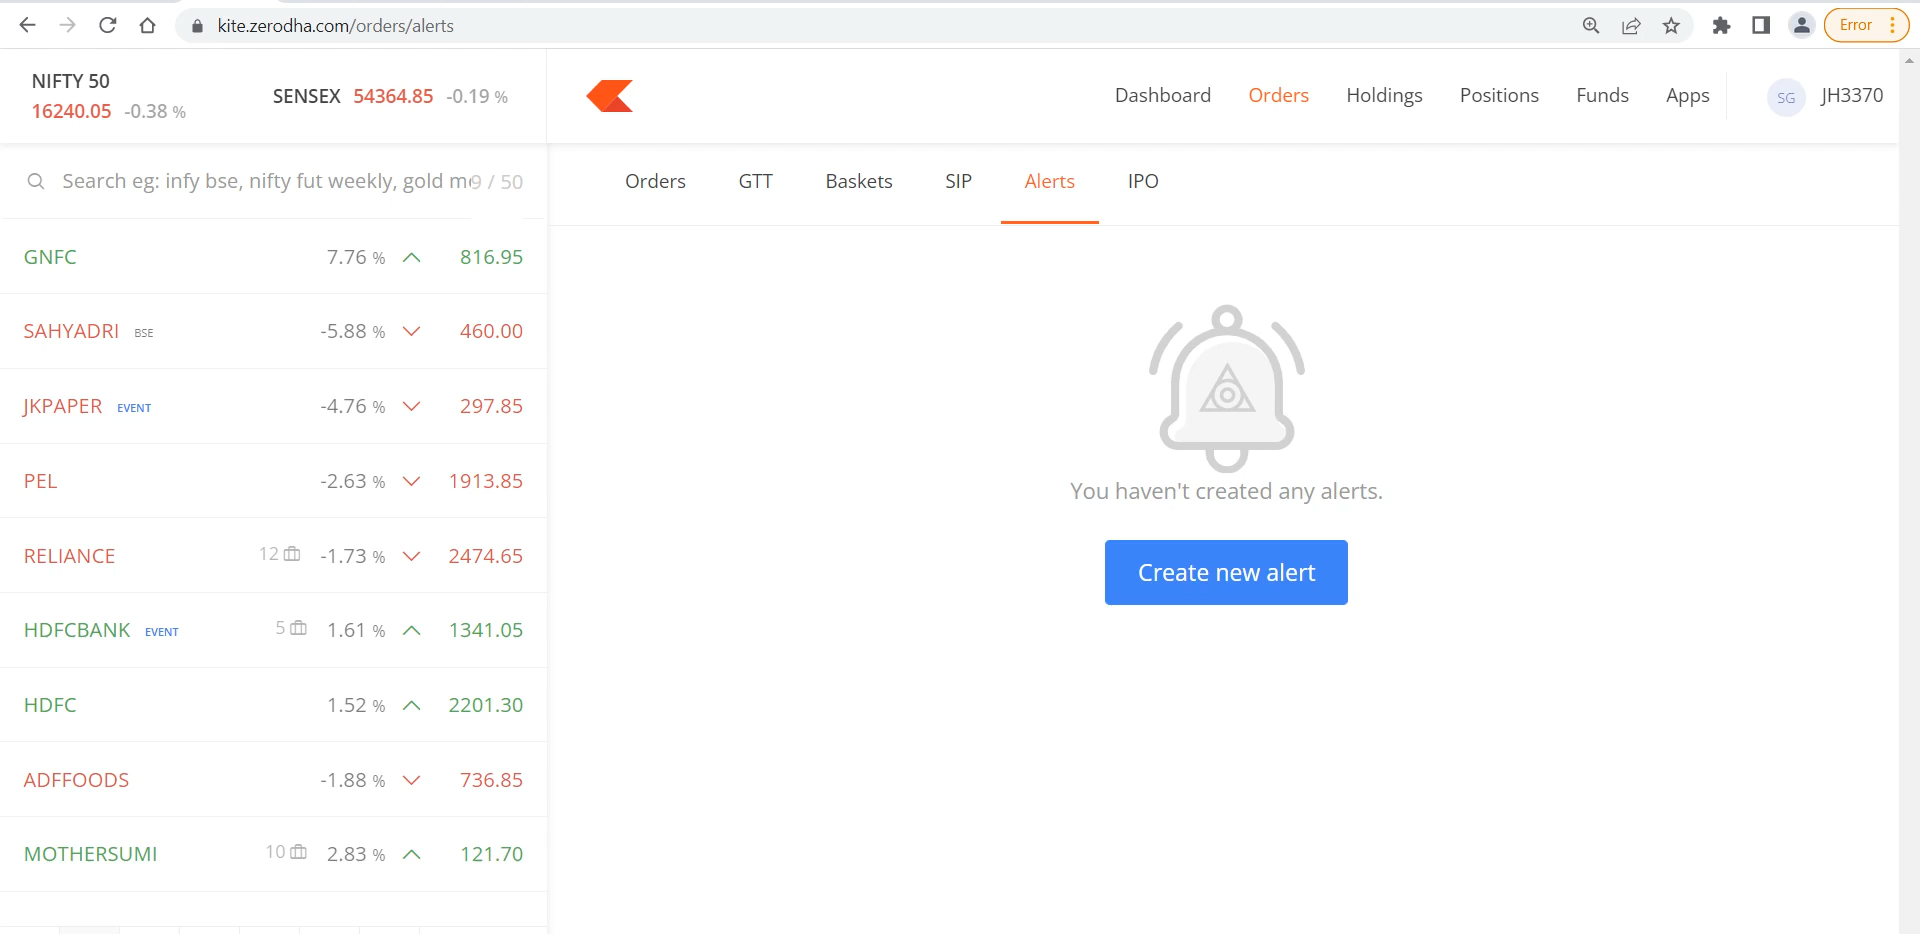 kite.zerodha.com/orders/alerts
Error
NIFTY 50
16240.05 -0.38 %
SENSEX 54364.85 -0.19 %
Dashboard Orders Holdings Positions Funds Apps
SG JH3370
Search eg: infy bse, nifty fut weekly, gold m 9 / 50
Orders GTT Baskets SIP Alerts IPO
GNFC 7.76 % 816.95
SAHYADRI BSE -5.88 % 460.00
JKPAPER EVENT -4.76 % 297.85
PEL -2.63 % 1913.85
RELIANCE 12 -1.73 % 2474.65
HDFCBANK EVENT 5 1.61 % 1341.05
HDFC 1.52 % 2201.30
ADFFOODS -1.88 % 736.85
MOTHERSUMI 10 2.83 % 121.70
You haven't created any alerts.
Create new alert